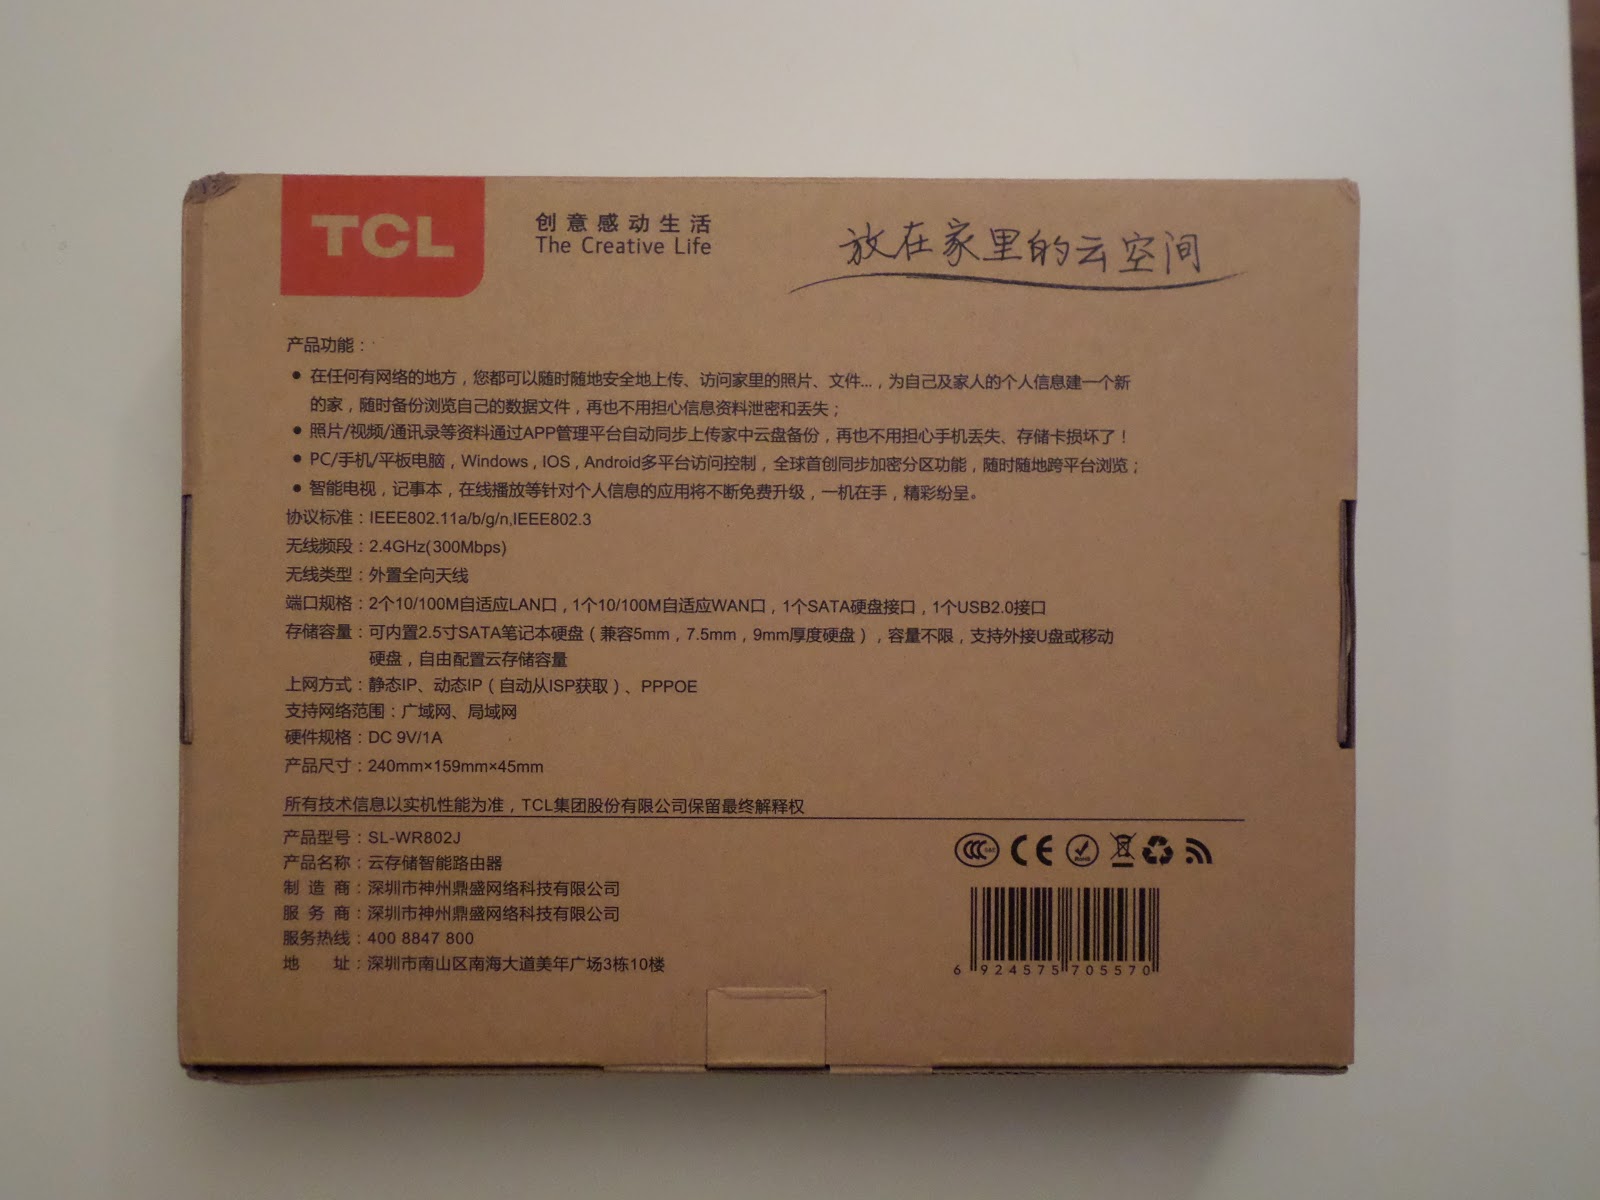 TCL
创意感动生活
The Creative Life
放在家里的云空间
产品功能：
● 在任何有网络的地方，您都可以随时随地安全地上传、访问家里的照片、文件...，为自己及家人的个人信息建一个新
的家，随时备份浏览自己的数据文件，再也不用担心信息资料泄密和丢失；
● 照片/视频/通讯录等资料通过APP管理平台自动同步上传家中云盘备份，再也不用担心手机丢失、存储卡损坏了！
● PC/手机/平板电脑，Windows，IOS，Android多平台访问控制，全球首创同步加密分区功能，随时随地跨平台浏览；
● 智能电视，记事本，在线播放等针对个人信息的应用将不断免费升级，一机在手，精彩纷呈。
协议标准：IEEE802.11a/b/g/n,IEEE802.3
无线频段：2.4GHz(300Mbps)
无线类型：外置全向天线
端口规格：2个10/100M自适应LAN口，1个10/100M自适应WAN口，1个SATA硬盘接口，1个USB2.0接口
存储容量：可内置2.5寸SATA笔记本硬盘（兼容5mm，7.5mm，9mm厚度硬盘），容量不限，支持外接U盘或移动
硬盘，自由配置云存储容量
上网方式：静态IP、动态IP（自动从ISP获取）、PPPOE
支持网络范围：广域网、局域网
硬件规格：DC 9V/1A
产品尺寸：240mm×159mm×45mm
所有技术信息以实机性能为准，TCL集团股份有限公司保留最终解释权
产品型号：SL-WR802J
产品名称：云存储智能路由器
制 造 商：深圳市神州鼎盛网络科技有限公司
服 务 商：深圳市神州鼎盛网络科技有限公司
服务热线：400 8847 800
地 址：深圳市南山区南海大道美年广场3栋10楼
6 924575 705570